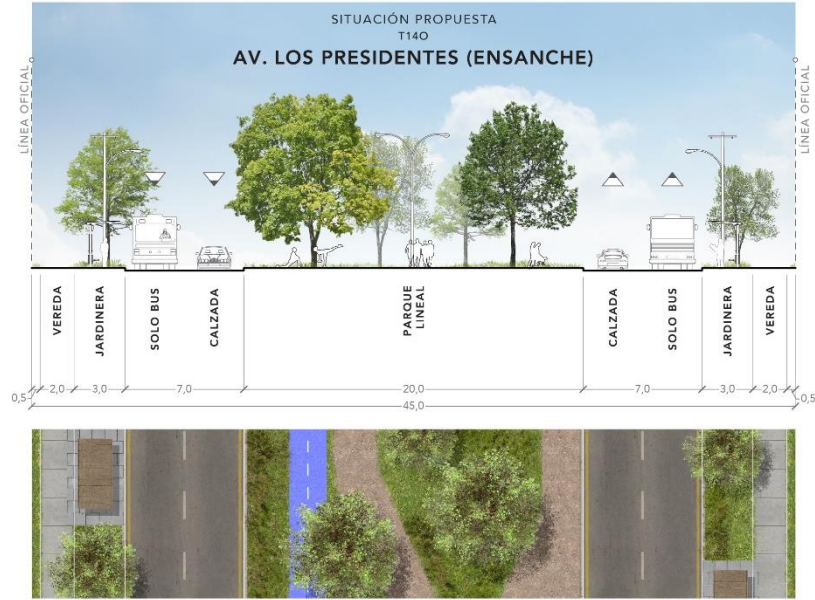 SITUACIÓN PROPUESTA
T14O
AV. LOS PRESIDENTES (ENSANCHE)
LÍNEA OFICIAL
LÍNEA OFICIAL
VEREDA
JARDINERA
SOLO BUS
CALZADA
PARQUE
LINEAL
CALZADA
SOLO BUS
JARDINERA
VEREDA
0,5
2,0
3,0
7,0
20,0
7,0
3,0
2,0
0,5
45,0